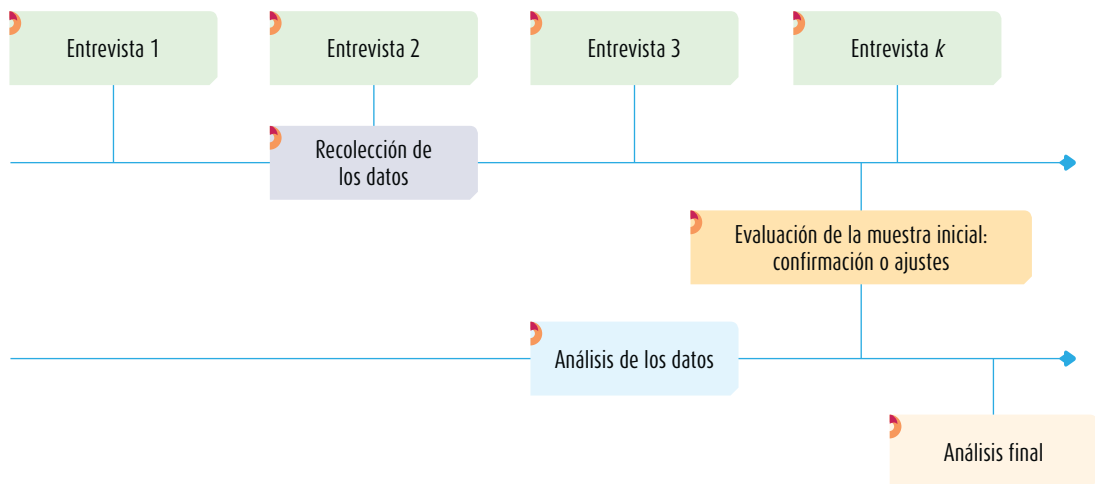 Entrevista 1
Entrevista 2
Entrevista 3
Entrevista k
Recolección de
los datos
Evaluación de la muestra inicial:
confirmación o ajustes
Análisis de los datos
Análisis final